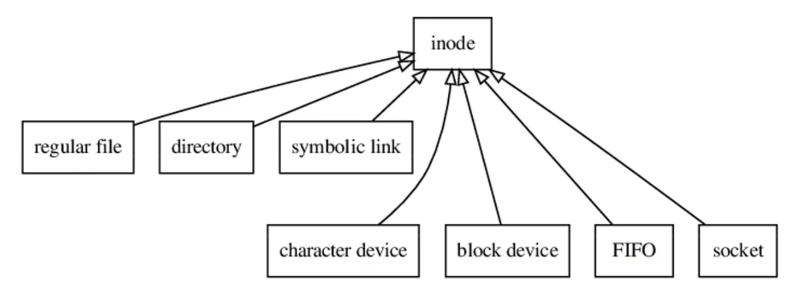 inode
regular file
directory
symbolic link
character device
block device
FIFO
socket